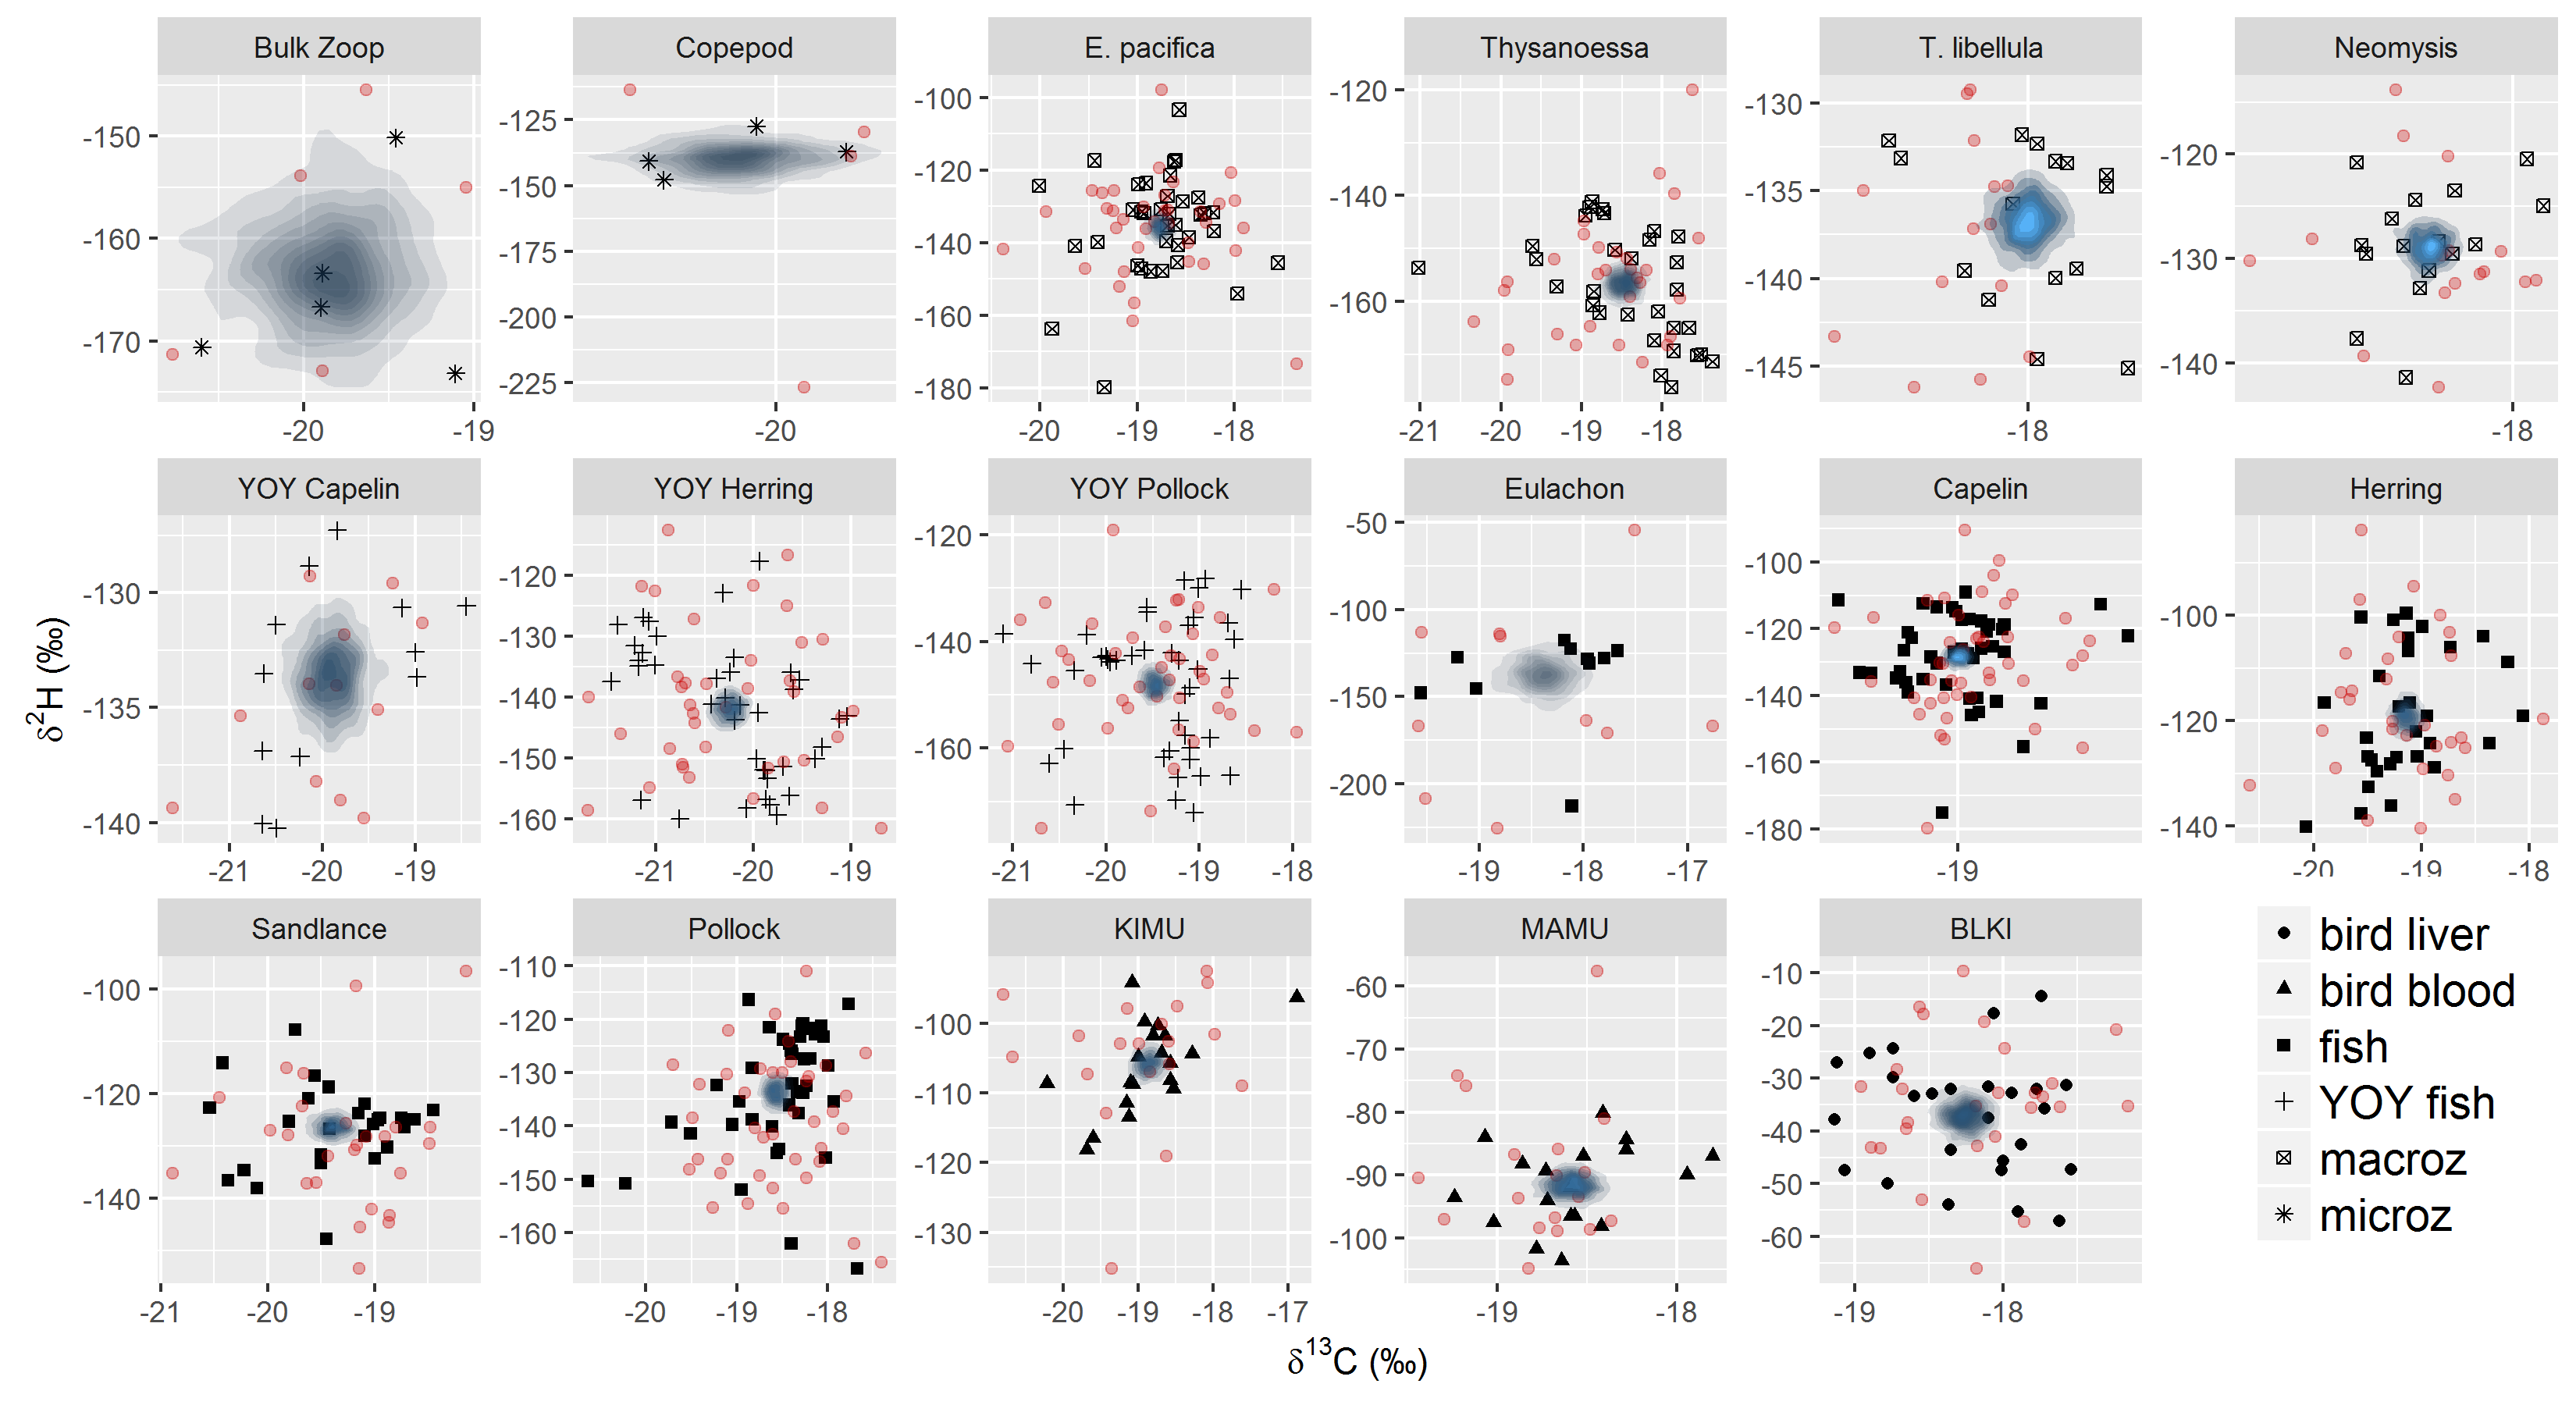 Bulk Zoop Copepod E. pacifica Thysanoessa T. libellula Neomysis
-150 -160 -170
-20 -19
-125 -150 -175 -200 -225
-20
-100 -120 -140 -160 -180
-20 -19 -18
-120 -140 -160
-21 -20 -19 -18
-130 -135 -140 -145
-18
-120 -130 -140
-18
YOY Capelin YOY Herring YOY Pollock Eulachon Capelin Herring
-130 -135 -140
-21 -20 -19
-120 -130 -140 -150 -160
-21 -20 -19
-120 -140 -160
-21 -20 -19 -18
-50 -100 -150 -200
-19 -18 -17
-100 -120 -140 -160 -180
-19
-100 -120 -140
-20 -19 -18
Sandlance Pollock KIMU MAMU BLKI
-100 -120 -140
-21 -20 -19
-110 -120 -130 -140 -150 -160
-20 -19 -18
-100 -110 -120 -130
-20 -19 -18 -17
-60 -70 -80 -90 -100
-19 -18
-10 -20 -30 -40 -50 -60
-19 -18
δ²H (‰)
δ¹³C (‰)
bird liver
bird blood
fish
YOY fish
macroz
microz